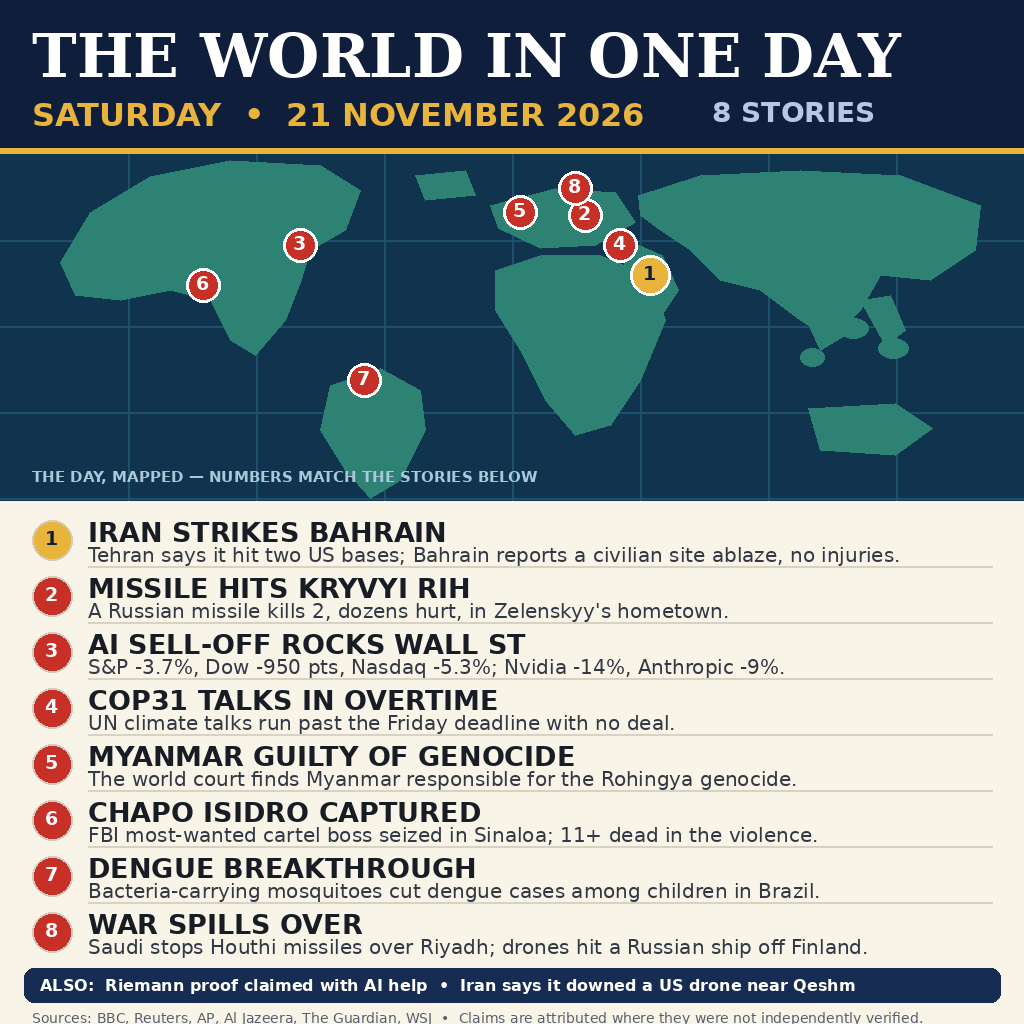 THE WORLD IN ONE DAY
SATURDAY • 21 NOVEMBER 2026 8 STORIES
8
5 2
3 4
6 1
7
THE DAY, MAPPED — NUMBERS MATCH THE STORIES BELOW
1 IRAN STRIKES BAHRAIN
Tehran says it hit two US bases; Bahrain reports a civilian site ablaze, no injuries.
2 MISSILE HITS KRYVYI RIH
A Russian missile kills 2, dozens hurt, in Zelenskyy's hometown.
3 AI SELL-OFF ROCKS WALL ST
S&P -3.7%, Dow -950 pts, Nasdaq -5.3%; Nvidia -14%, Anthropic -9%.
4 COP31 TALKS IN OVERTIME
UN climate talks run past the Friday deadline with no deal.
5 MYANMAR GUILTY OF GENOCIDE
The world court finds Myanmar responsible for the Rohingya genocide.
6 CHAPO ISIDRO CAPTURED
FBI most-wanted cartel boss seized in Sinaloa; 11+ dead in the violence.
7 DENGUE BREAKTHROUGH
Bacteria-carrying mosquitoes cut dengue cases among children in Brazil.
8 WAR SPILLS OVER
Saudi stops Houthi missiles over Riyadh; drones hit a Russian ship off Finland.
ALSO: Riemann proof claimed with AI help • Iran says it downed a US drone near Qeshm
Sources: BBC, Reuters, AP, Al Jazeera, The Guardian, WSJ • Claims are attributed where they were not independently verified.